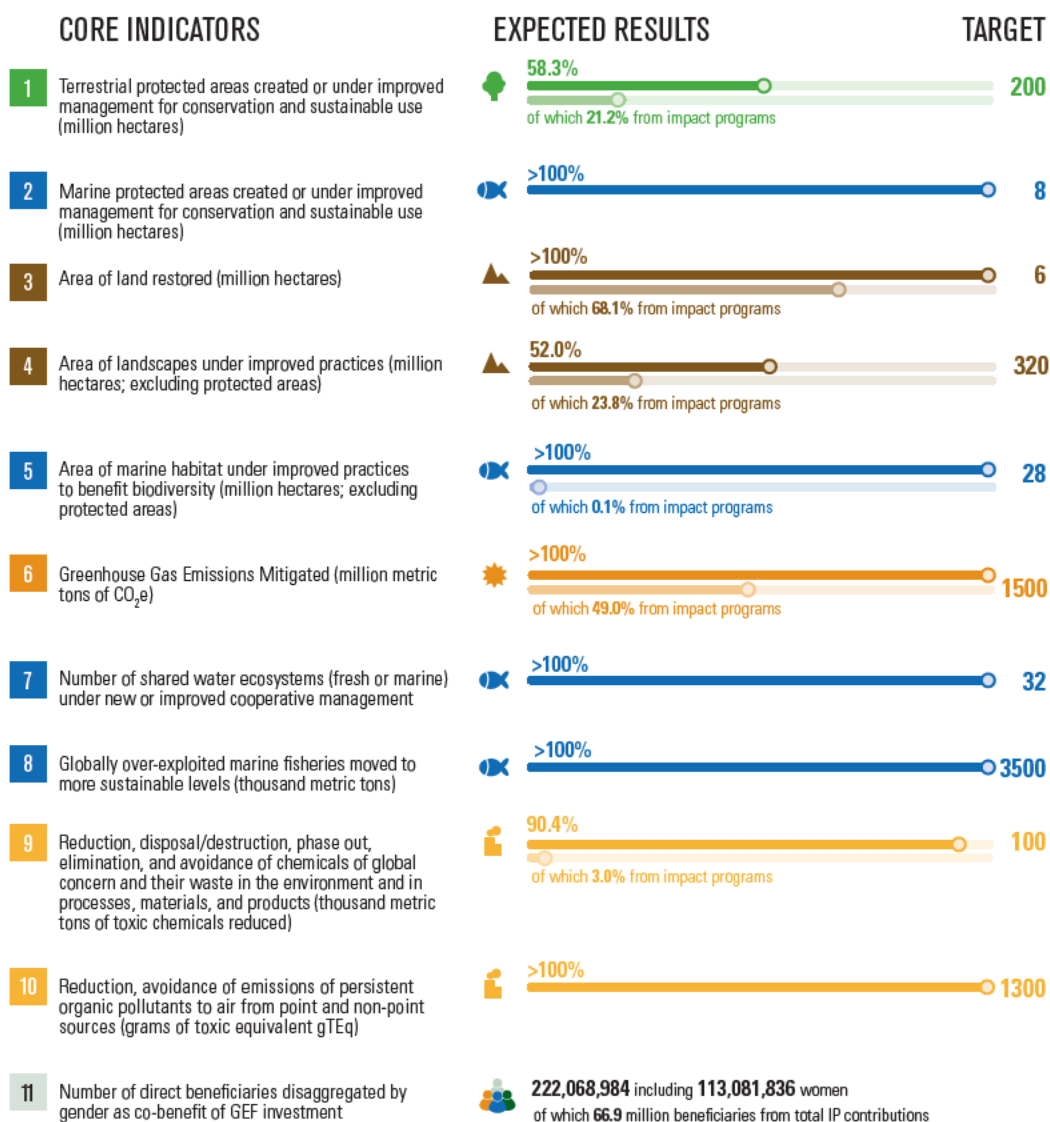 CORE INDICATORS
EXPECTED RESULTS
TARGET
1
Terrestrial protected areas created or under improved
management for conservation and sustainable use
(million hectares)
58.3%
of which 21.2% from impact programs
200
2
Marine protected areas created or under improved
management for conservation and sustainable use
(million hectares)
>100%
8
3
Area of land restored (million hectares)
>100%
of which 68.1% from impact programs
6
4
Area of landscapes under improved practices (million
hectares; excluding protected areas)
52.0%
of which 23.8% from impact programs
320
5
Area of marine habitat under improved practices
to benefit biodiversity (million hectares; excluding
protected areas)
>100%
of which 0.1% from impact programs
28
6
Greenhouse Gas Emissions Mitigated (million metric
tons of CO₂e)
>100%
of which 49.0% from impact programs
1500
7
Number of shared water ecosystems (fresh or marine)
under new or improved cooperative management
>100%
32
8
Globally over-exploited marine fisheries moved to
more sustainable levels (thousand metric tons)
>100%
3500
9
Reduction, disposal/destruction, phase out,
elimination, and avoidance of chemicals of global
concern and their waste in the environment and in
processes, materials, and products (thousand metric
tons of toxic chemicals reduced)
90.4%
of which 3.0% from impact programs
100
10
Reduction, avoidance of emissions of persistent
organic pollutants to air from point and non-point
sources (grams of toxic equivalent gTEq)
>100%
1300
11
Number of direct beneficiaries disaggregated by
gender as co-benefit of GEF investment
222,068,984 including 113,081,836 women
of which 66.9 million beneficiaries from total IP contributions